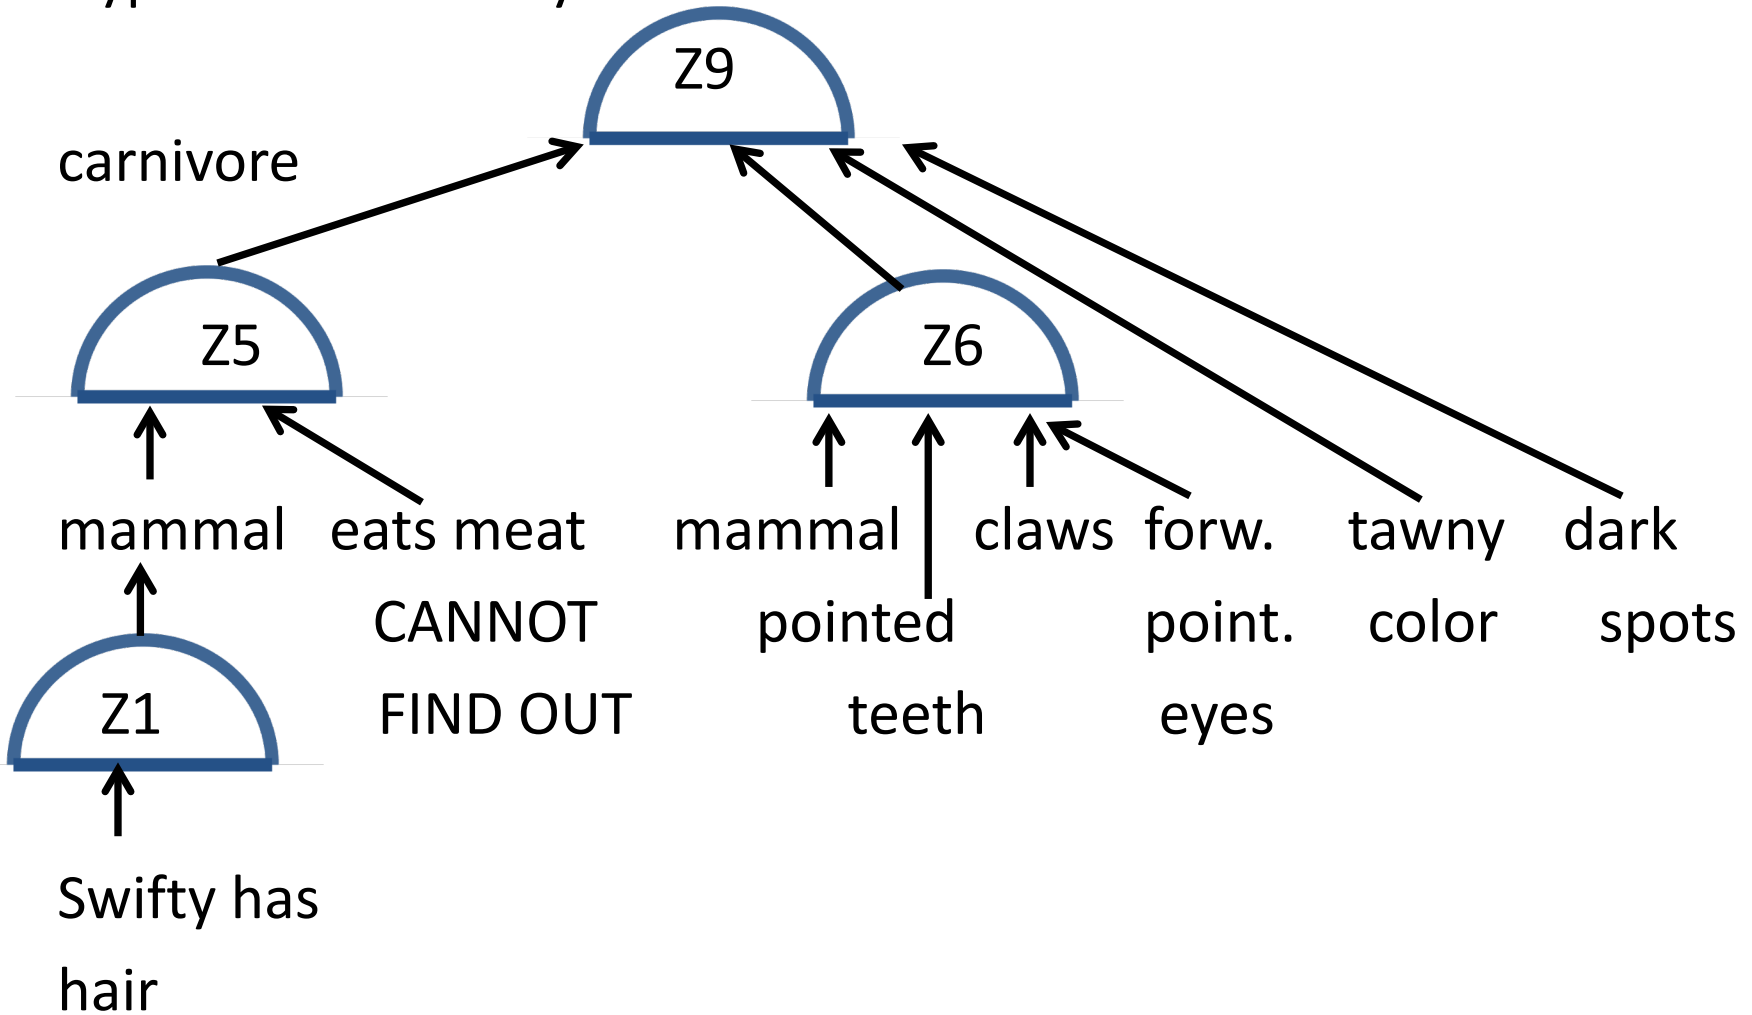 Z9
carnivore
Z5 Z6
mammal eats meat mammal claws forw. tawny dark
CANNOT pointed point. color spots
Z1 FIND OUT teeth eyes
Swifty has
hair